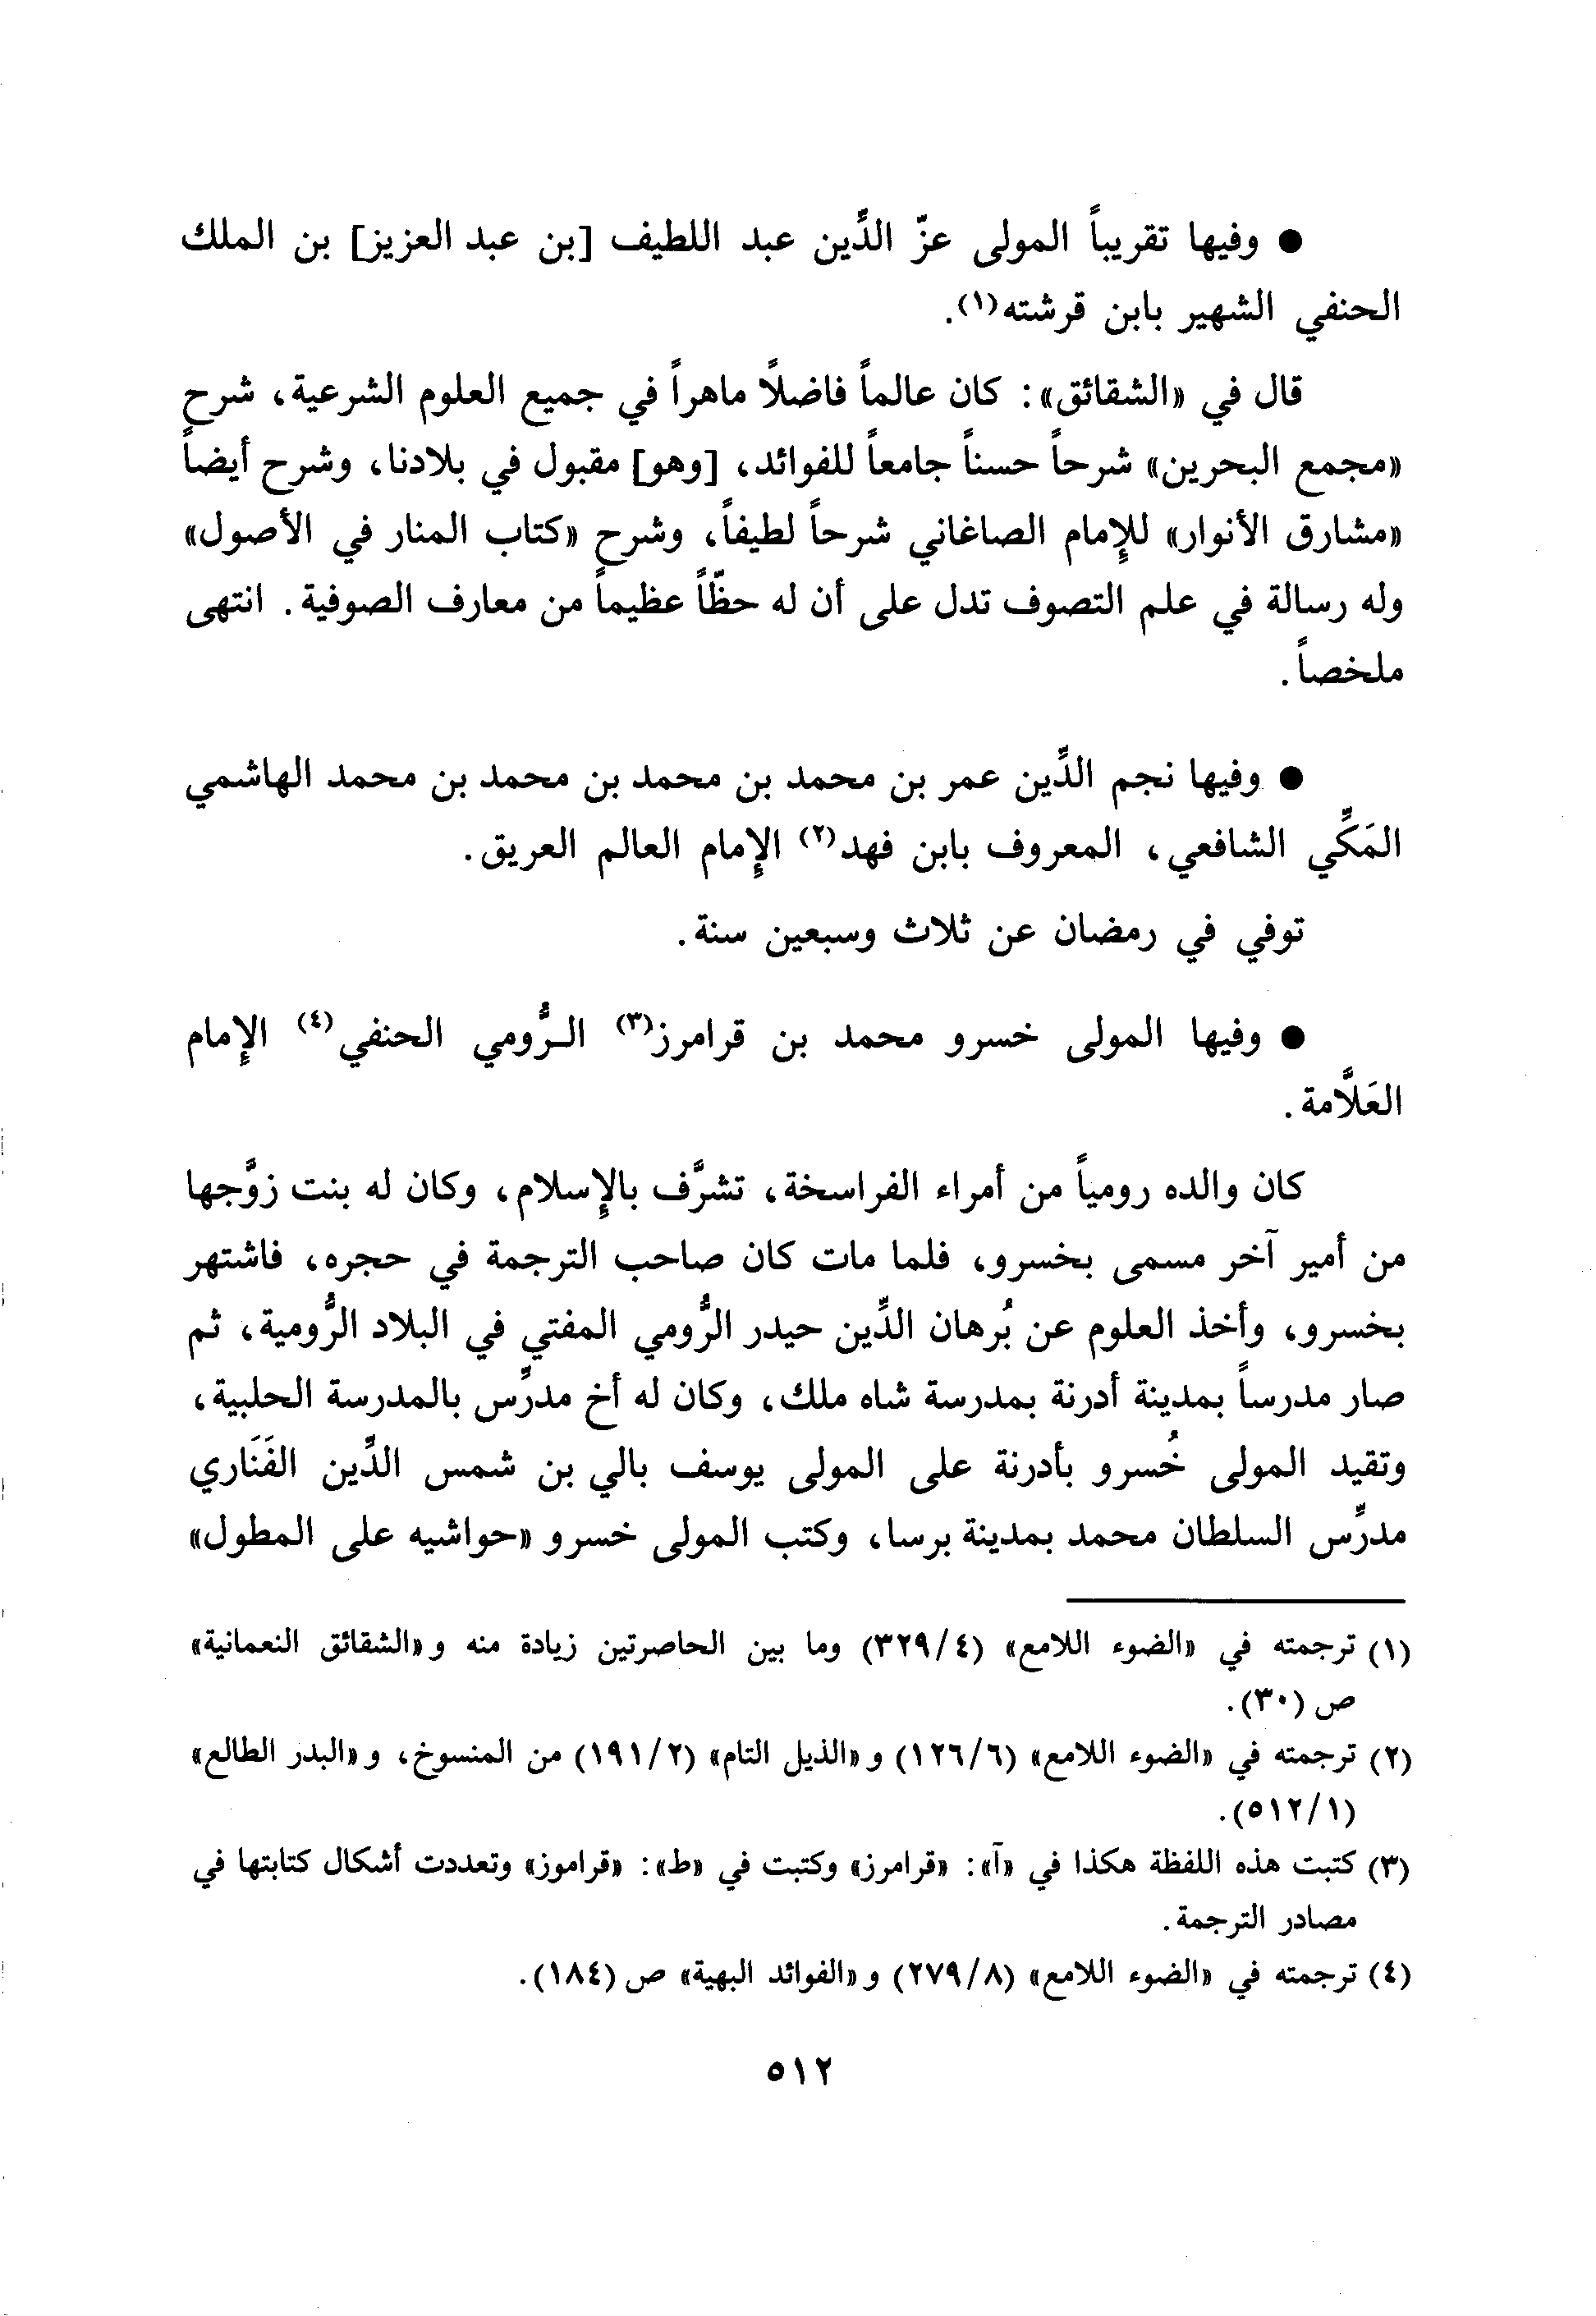 ● وفيها تقريباً المولى عزّ الدِّين عبد اللطيف [بن عبد العزيز] بن الملك
الحنفي الشهير بابن قرشته(١).
قال في «الشقائق»: كان عالماً فاضلاً ماهراً في جميع العلوم الشرعية، شرح
«مجمع البحرين» شرحاً حسناً جامعاً للفوائد، [وهو] مقبول في بلادنا، وشرح أيضاً
«مشارق الأنوار» للإمام الصاغاني شرحاً لطيفاً، وشرح «كتاب المنار في الأصول»
وله رسالة في علم التصوف تدل على أن له حظّاً عظيماً من معارف الصوفية. انتهى
ملخصاً.
● وفيها نجم الدِّين عمر بن محمد بن محمد بن محمد بن محمد الهاشمي
المَكِّي الشافعي، المعروف بابن فهد(٢) الإمام العالم العريق.
توفي في رمضان عن ثلاث وسبعين سنة.
● وفيها المولى خسرو محمد بن قرامرز(٣) الـرُّومي الحنفي(٤) الإمام
العَلاَّمة.
كان والده رومياً من أمراء الفراسخة، تشرَّف بالإسلام، وكان له بنت زوَّجها
من أمير آخر مسمى بخسرو، فلما مات كان صاحب الترجمة في حجره، فاشتهر
بخسرو، وأخذ العلوم عن بُرهان الدِّين حيدر الرُّومي المفتي في البلاد الرُّومية، ثم
صار مدرساً بمدينة أدرنة بمدرسة شاه ملك، وكان له أخ مدرِّس بالمدرسة الحلبية،
وتقيد المولى خُسرو بأدرنة على المولى يوسف بالي بن شمس الدِّين الفَنَاري
مدرِّس السلطان محمد بمدينة برسا، وكتب المولى خسرو «حواشيه على المطول»
(١) ترجمته في «الضوء اللامع» (٣٢٩/٤) وما بين الحاصرتين زيادة منه و«الشقائق النعمانية»
ص (٣٠).
(٢) ترجمته في «الضوء اللامع» (١٢٦/٦) و«الذيل التام» (١٩١/٢) من المنسوخ، و«البدر الطالع»
(٥١٢/١).
(٣) كتبت هذه اللفظة هكذا في «آ»: «قرامرز» وكتبت في «ط»: «قراموز» وتعددت أشكال كتابتها في
مصادر الترجمة.
(٤) ترجمته في «الضوء اللامع» (٢٧٩/٨) و«الفوائد البهية» ص (١٨٤).
٥١٢